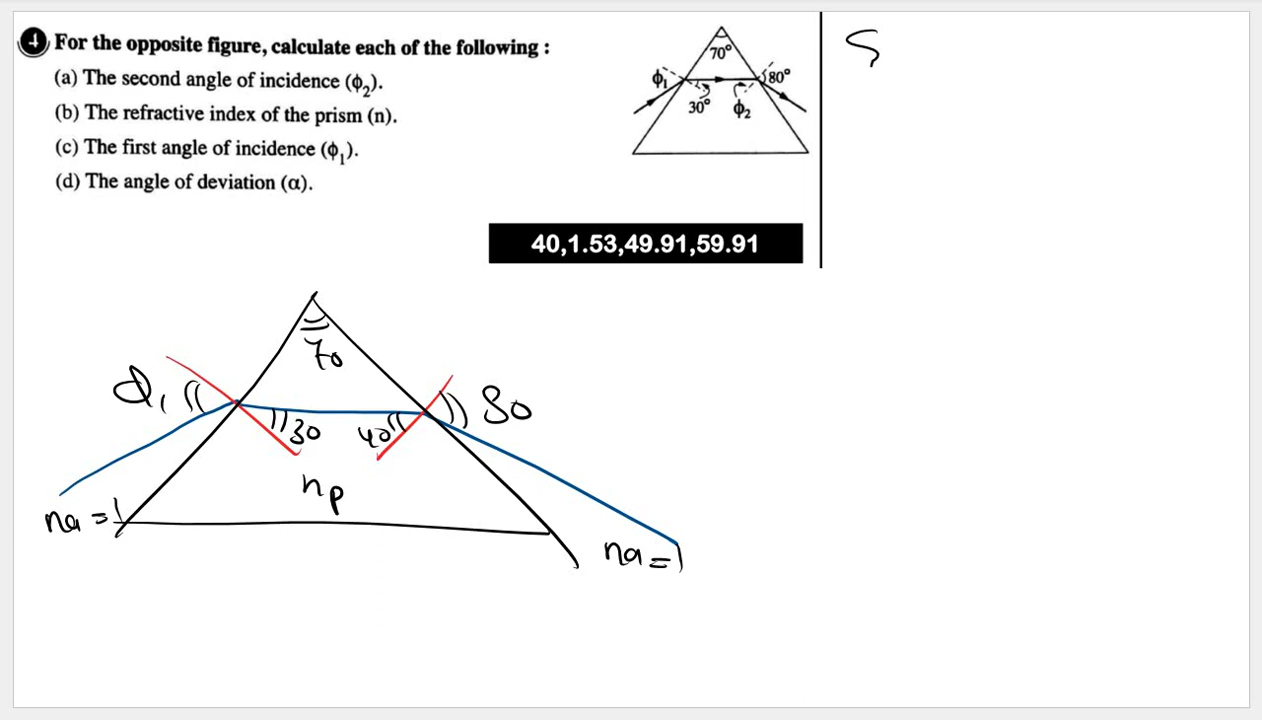 4 For the opposite figure, calculate each of the following :
(a) The second angle of incidence (ϕ₂).
(b) The refractive index of the prism (n).
(c) The first angle of incidence (ϕ₁).
(d) The angle of deviation (α).
70°
ϕ₁
80°
30°
ϕ₂
40,1.53,49.91,59.91
70
ϕ₁
80
30
40
np
na = 1
na = 1